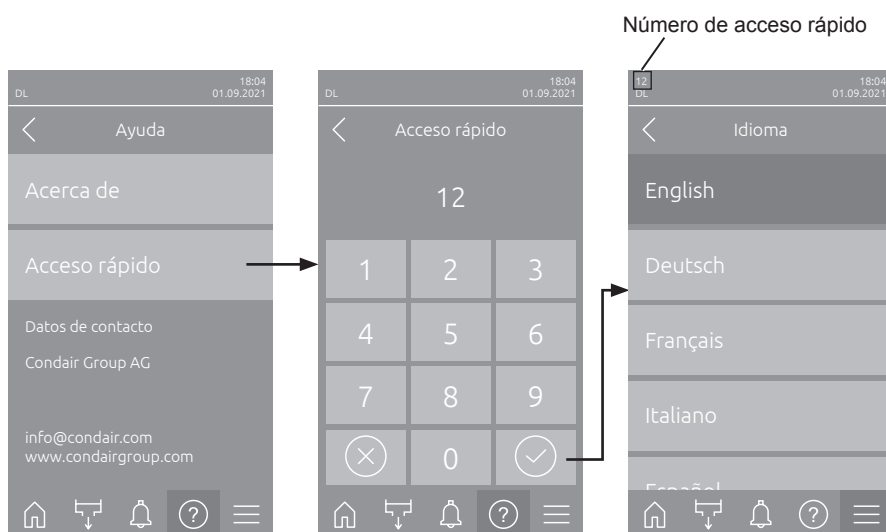 Número de acceso rápido
18:04
DL 01.09.2021
Ayuda
Acerca de
Acceso rápido
Datos de contacto
Condair Group AG
info@condair.com
www.condairgroup.com
18:04
DL 01.09.2021
Acceso rápido
12
1 2 3
4 5 6
7 8 9
0
12 18:04
DL 01.09.2021
Idioma
English
Deutsch
Français
Italiano
Español